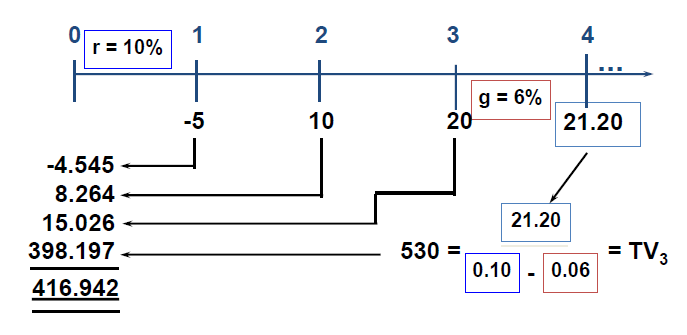 0 1 2 3 4
r = 10%
...
g = 6%
-5 10 20 21.20
-4.545
8.264
15.026
21.20
398.197 530 = = TV3
0.10 - 0.06
416.942